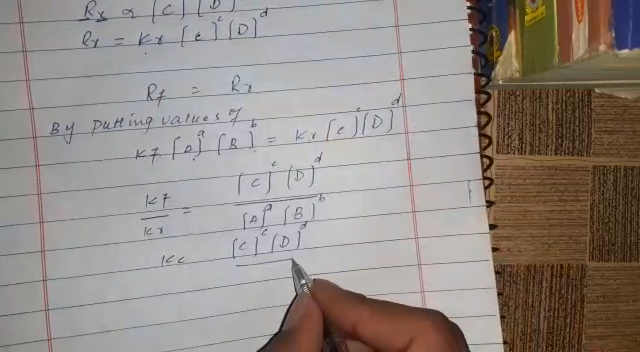 Rr ∝ [C]^c [D]^d
Rr = Kr [C]^c [D]^d
Rf = Rr
By putting values of
Kf [A]^a [B]^b = Kr [C]^c [D]^d
Kf/Kr = [C]^c [D]^d / [A]^a [B]^b
Kc [C]^c [D]^d